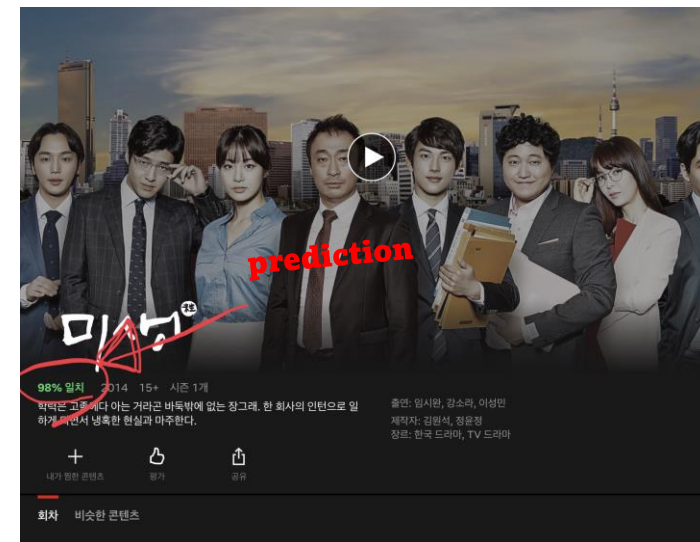 prediction
미생
98% 일치 2014 15+ 시즌 1개
학력은 고졸에다 아는 거라곤 바둑밖에 없는 장그래. 한 회사의 인턴으로 일
하게 되면서 냉혹한 현실과 마주한다.
출연: 임시완, 강소라, 이성민
제작자: 김원석, 정윤정
장르: 한국 드라마, TV 드라마
내가 찜한 콘텐츠 평가 공유
회차 비슷한 콘텐츠